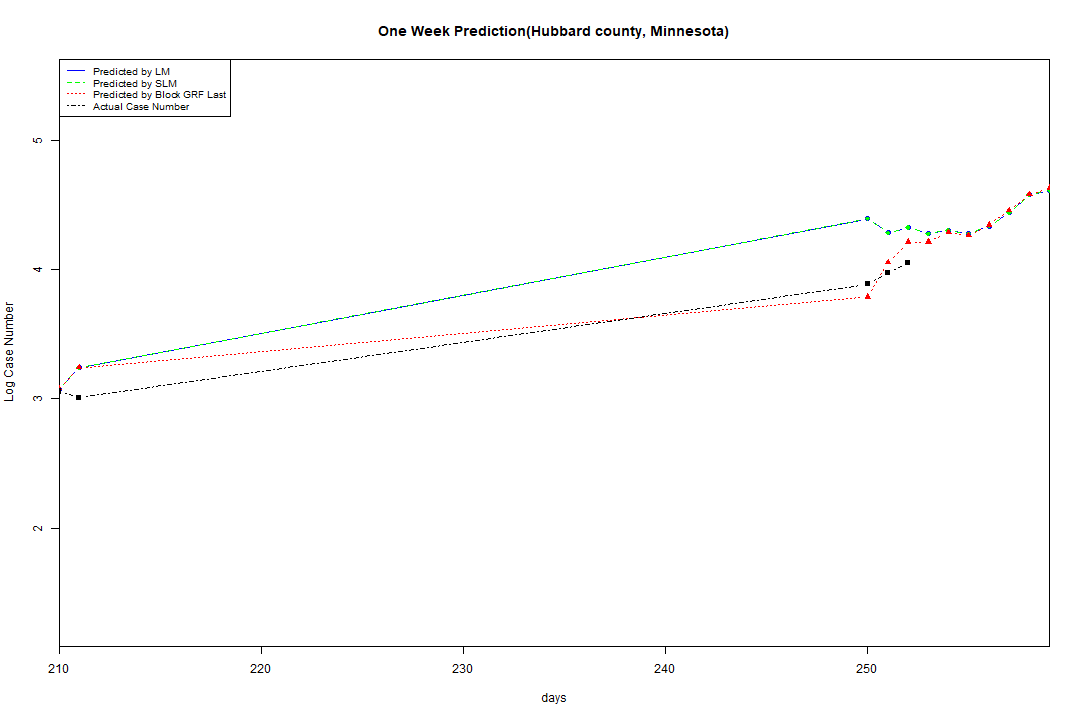 One Week Prediction(Hubbard county, Minnesota)
Predicted by LM
Predicted by SLM
Predicted by Block GRF Last
Actual Case Number
5
4
3
2
Log Case Number
210
220
230
240
250
days